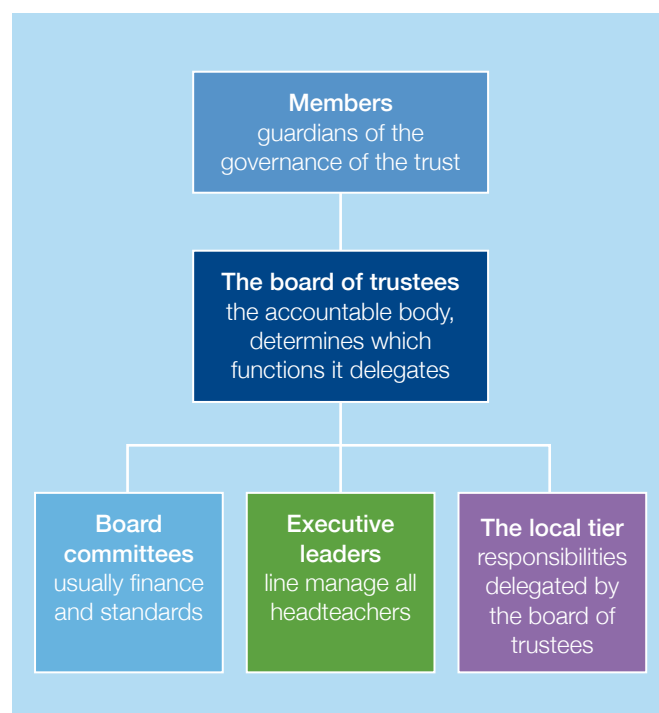 Members
guardians of the
governance of the trust
The board of trustees
the accountable body,
determines which
functions it delegates
Board
committees
usually finance
and standards
Executive
leaders
line manage all
headteachers
The local tier
responsibilities
delegated by
the board of
trustees